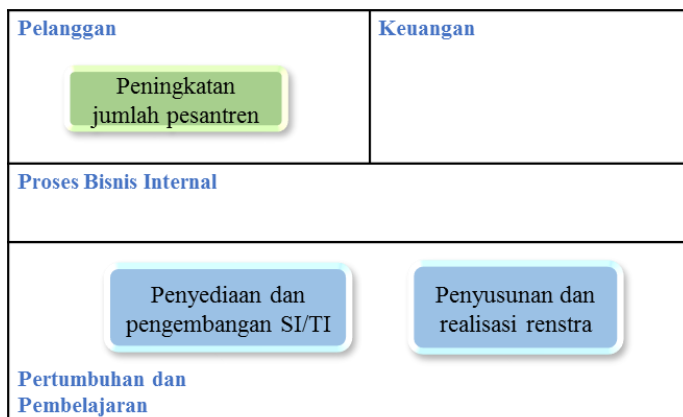 Pelanggan
Keuangan
Peningkatan
jumlah pesantren
Proses Bisnis Internal
Penyediaan dan
pengembangan SI/TI
Penyusunan dan
realisasi renstra
Pertumbuhan dan
Pembelajaran